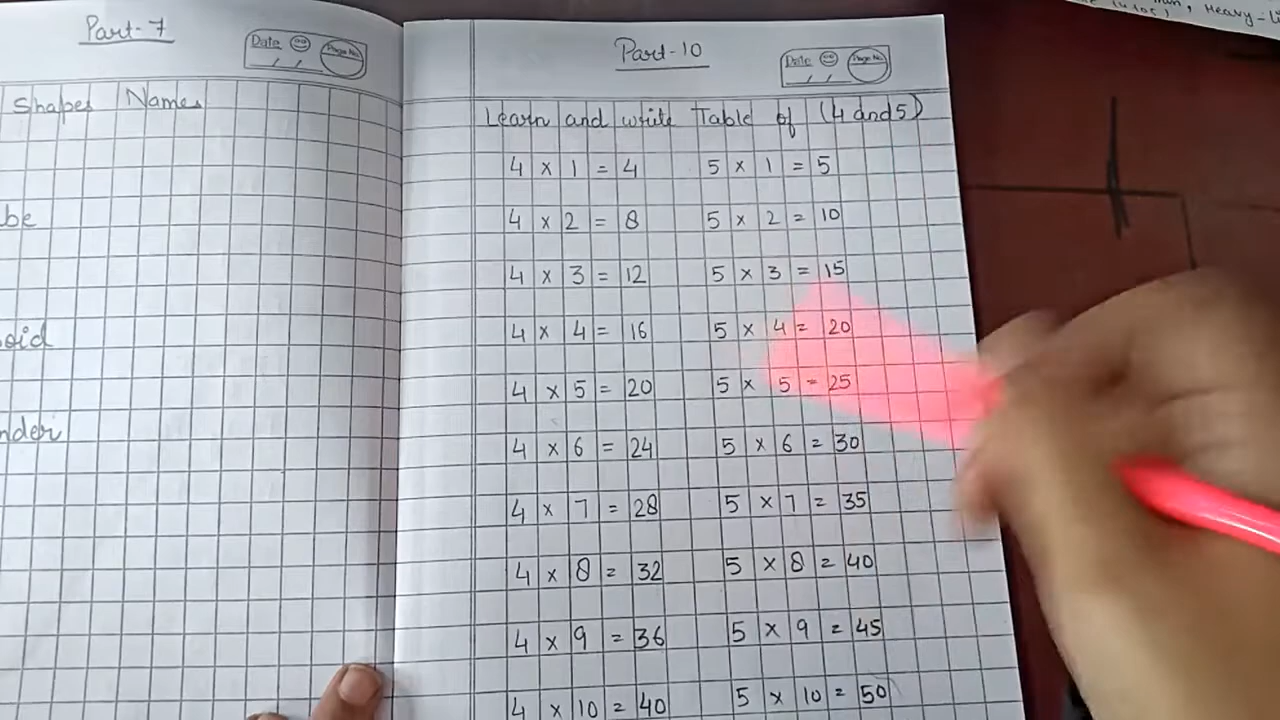 Part-7
Date
Page No.
Shapes Names
be
oid
nder
Part-10
Date
Page No.
Learn and write Table of (4 and 5)
4 × 1 = 4 5 × 1 = 5
4 × 2 = 8 5 × 2 = 10
4 × 3 = 12 5 × 3 = 15
4 × 4 = 16 5 × 4 = 20
4 × 5 = 20 5 × 5 = 25
4 × 6 = 24 5 × 6 = 30
4 × 7 = 28 5 × 7 = 35
4 × 8 = 32 5 × 8 = 40
4 × 9 = 36 5 × 9 = 45
4 × 10 = 40 5 × 10 = 50